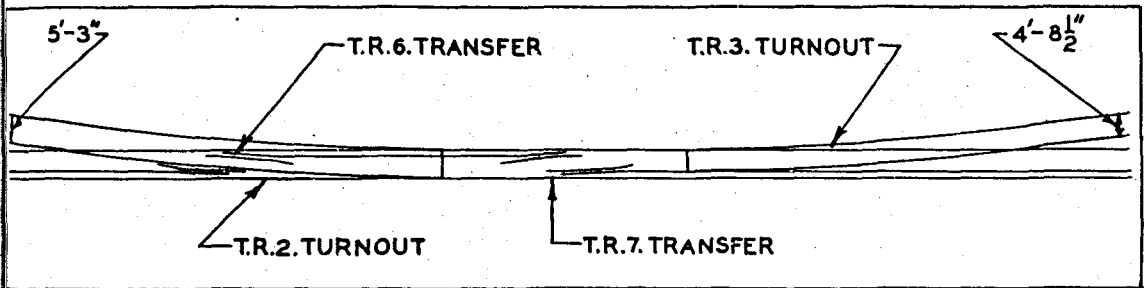 5'-3"
T.R.6. TRANSFER
T.R.3. TURNOUT
4'-8½"
T.R.2. TURNOUT
T.R.7. TRANSFER